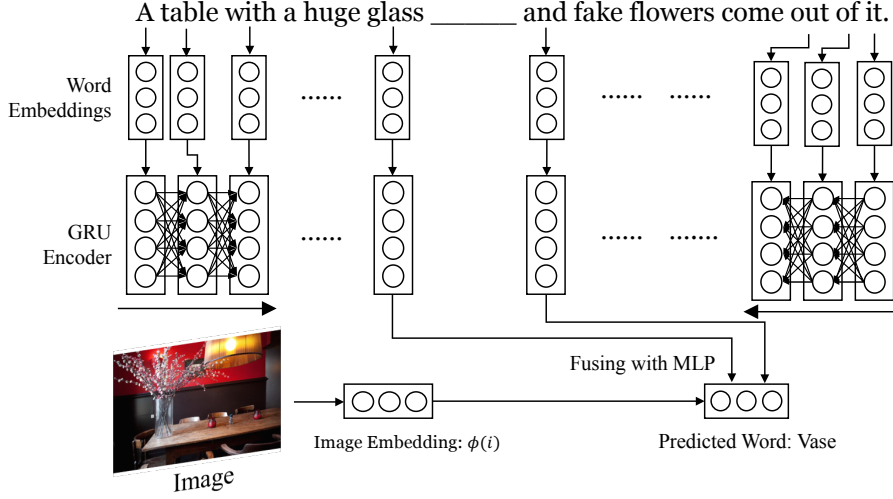 A table with a huge glass ______ and fake flowers come out of it.
Word
Embeddings
......
...... ......
GRU
Encoder
......
...... .......
Fusing with MLP
Image Embedding: ϕ(i)
Predicted Word: Vase
Image